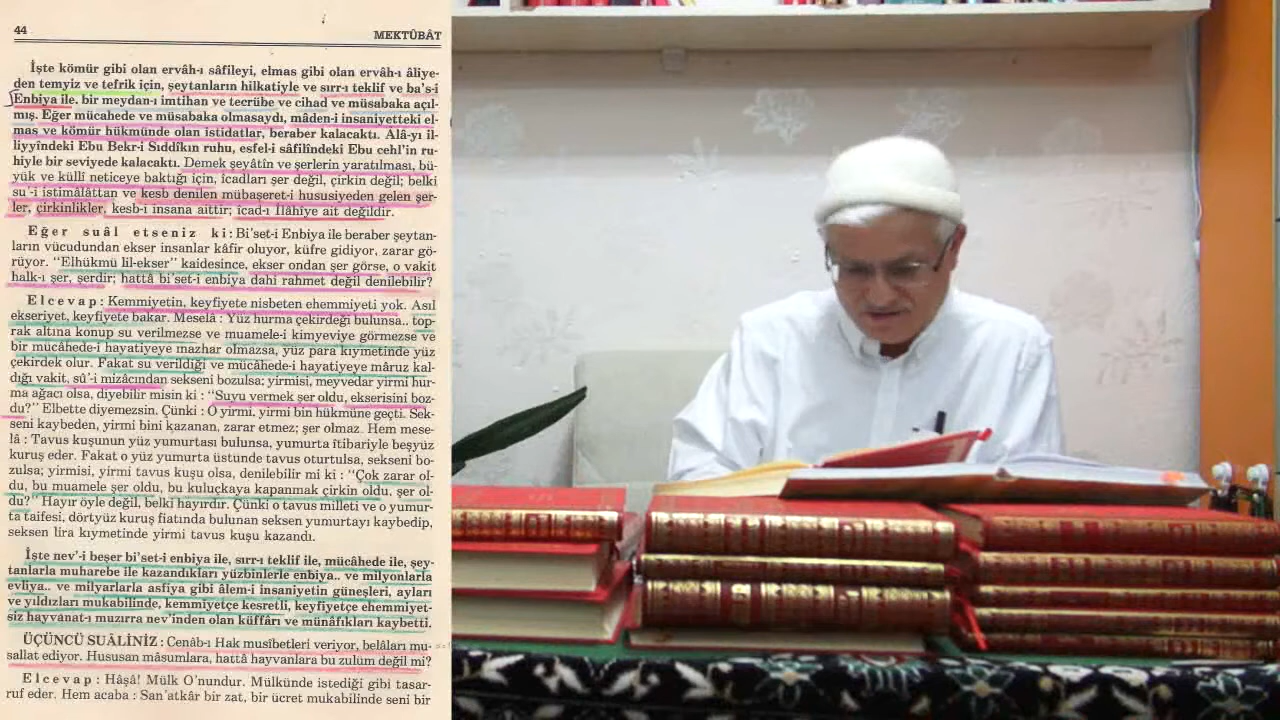 44
MEKTÛBÂT
İşte kömür gibi olan ervâh-ı sâfileyi, elmas gibi olan ervâh-ı âliye-
den temyiz ve tefrik için, şeytanların hilkatiyle ve sırr-ı teklif ve ba's-i
Enbiya ile. bir meydan-ı imtihan ve tecrübe ve cihad ve müsabaka açıl-
mış. Eğer mücahede ve müsabaka olmasaydı, mâden-i insaniyetteki el-
mas ve kömür hükmünde olan istidatlar, beraber kalacaktı. Alâ-yı il-
liyyîndeki Ebu Bekr-i Sıddîkın ruhu, esfel-i sâfilîndeki Ebu cehl'in ru-
hiyle bir seviyede kalacaktı. Demek şeyâtîn ve şerlerin yaratılması, bü-
yük ve küllî neticeye baktığı için, îcadları şer değil, çirkin değil; belki
su'-i istimâlâttan ve kesb denilen mübaşeret-i hususiyeden gelen şer-
ler, çirkinlikler, kesb-ı insana aittir; icad-ı İlâhîye ait değildir.
Eğer suâl etseniz ki: Bi'set-i Enbiya ile beraber şeytan-
ların vücudundan ekser insanlar kâfir oluyor, küfre gidiyor, zarar gö-
rüyor. "Elhükmü lil-ekser" kaidesince, ekser ondan şer görse, o vakit
halk-ı şer, şerdir; hattâ bi'set-i enbiya dahi rahmet değil denilebilir?
Elcevap: Kemmiyetin, keyfiyete nisbeten ehemmiyeti yok. Asıl
ekseriyet, keyfiyete bakar. Meselâ: Yüz hurma çekirdeği bulunsa.. top-
rak altına konup su verilmezse ve muamele-i kimyeviye görmezse ve
bir mücâhede-i hayatiyeye mazhar olmazsa, yüz para kıymetinde yüz
çekirdek olur. Fakat su verildiği ve mücâhede-i hayatiyeye mâruz kal-
dığı vakit, sû'-i mizâcından sekseni bozulsa; yirmisi, meyvedar yirmi hur-
ma ağacı olsa, diyebilir misin ki: "Suyu vermek şer oldu, ekserisini boz-
du?" Elbette diyemezsin. Çünki: O yirmi, yirmi bin hükmüne geçti. Sek-
seni kaybeden, yirmi bini kazanan, zarar etmez; şer olmaz. Hem mese-
lâ: Tavus kuşunun yüz yumurtası bulunsa, yumurta îtibariyle beşyüz
kuruş eder. Fakat o yüz yumurta üstünde tavus oturtulsa, sekseni bo-
zulsa; yirmisi, yirmi tavus kuşu olsa, denilebilir mi ki: "Çok zarar ol-
du, bu muamele şer oldu, bu kuluçkaya kapanmak çirkin oldu, şer ol-
du?" Hayır öyle değil, belki hayırdır. Çünki o tavus milleti ve o yumur-
ta taifesi, dörtyüz kuruş fiatında bulunan seksen yumurtayı kaybedip,
seksen lira kıymetinde yirmi tavus kuşu kazandı.
İşte nev'-i beşer bi'set-i enbiya ile, sırr-ı teklif ile, mücâhede ile, şey-
tanlarla muharebe ile kazandıkları yüzbinlerle enbiya.. ve milyonlarla
evliya.. ve milyarlarla asfiya gibi âlem-i insaniyetin güneşleri, ayları
ve yıldızları mukabilinde, kemmiyetçe kesretli, keyfiyetçe ehemmiyet-
siz hayvanat-ı muzırra nev'inden olan küffârı ve münâfıkları kaybetti.
ÜÇÜNCÜ SUÂLİNİZ: Cenâb-ı Hak musîbetleri veriyor, belâları mu-
sallat ediyor. Hususan mâsumlara, hattâ hayvanlara bu zulüm değil mi?
Elcevap: Hâşâ! Mülk O'nundur. Mülkünde istediği gibi tasar-
ruf eder. Hem acaba: San'atkâr bir zat, bir ücret mukabilinde seni bir